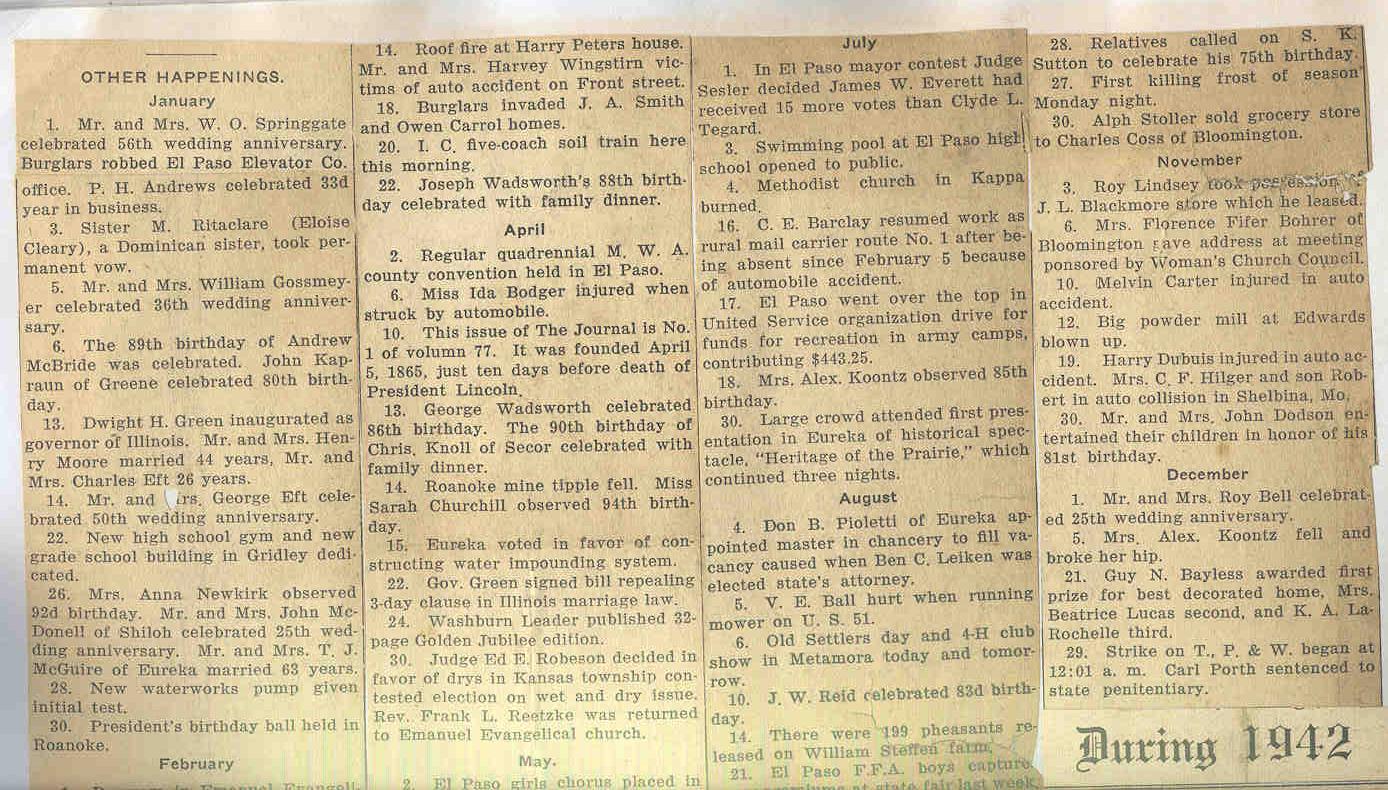 OTHER HAPPENINGS.
January
1. Mr. and Mrs. W. O. Springgate
celebrated 56th wedding anniversary.
Burglars robbed El Paso Elevator Co.
office. P. H. Andrews celebrated 33d
year in business.
3. Sister M. Ritaclare (Eloise
Cleary), a Dominican sister, took per-
manent vow.
5. Mr. and Mrs. William Gossmey-
er celebrated 36th wedding anniver-
sary.
6. The 89th birthday of Andrew
McBride was celebrated. John Kap-
raun of Greene celebrated 80th birth-
day.
13. Dwight H. Green inaugurated as
governor of Illinois. Mr. and Mrs. Hen-
ry Moore married 44 years, Mr. and
Mrs. Charles Eft 26 years.
14. Mr. and rs. George Eft cele-
brated 50th wedding anniversary.
22. New high school gym and new
grade school building in Gridley dedi-
cated.
26. Mrs. Anna Newkirk observed
92d birthday. Mr. and Mrs. John Mc-
Donell of Shiloh celebrated 25th wed-
ding anniversary. Mr. and Mrs. T. J.
McGuire of Eureka married 63 years.
28. New waterworks pump given
initial test.
30. President's birthday ball held in
Roanoke.
February
14. Roof fire at Harry Peters house.
Mr. and Mrs. Harvey Wingstirn vic-
tims of auto accident on Front street.
18. Burglars invaded J. A. Smith
and Owen Carrol homes.
20. I. C. five-coach soil train here
this morning.
22. Joseph Wadsworth's 88th birth-
day celebrated with family dinner.
April
2. Regular quadrennial M. W. A.
county convention held in El Paso.
6. Miss Ida Bodger injured when
struck by automobile.
10. This issue of The Journal is No.
1 of volumn 77. It was founded April
5, 1865, just ten days before death of
President Lincoln.
13. George Wadsworth celebrated
86th birthday. The 90th birthday of
Chris. Knoll of Secor celebrated with
family dinner.
14. Roanoke mine tipple fell. Miss
Sarah Churchill observed 94th birth-
day.
15. Eureka voted in favor of con-
structing water impounding system.
22. Gov. Green signed bill repealing
3-day clause in Illinois marriage law.
24. Washburn Leader published 32-
page Golden Jubilee edition.
30. Judge Ed E. Robeson decided in
favor of drys in Kansas township con-
tested election on wet and dry issue.
Rev. Frank L. Reetzke was returned
to Emanuel Evangelical church.
May.
2. El Paso girls chorus placed in
July
1. In El Paso mayor contest Judge
Sesler decided James W. Everett had
received 15 more votes than Clyde L.
Tegard.
3. Swimming pool at El Paso high
school opened to public.
4. Methodist church in Kappa
burned.
16. C. E. Barclay resumed work as
rural mail carrier route No. 1 after be-
ing absent since February 5 because
of automobile accident.
17. El Paso went over the top in
United Service organization drive for
funds for recreation in army camps,
contributing $443.25.
18. Mrs. Alex. Koontz observed 85th
birthday.
30. Large crowd attended first pres-
entation in Eureka of historical spec-
tacle, "Heritage of the Prairie," which
continued three nights.
August
4. Don B. Pioletti of Eureka ap-
pointed master in chancery to fill va-
cancy caused when Ben C. Leiken was
elected state's attorney.
5. V. E. Ball hurt when running
mower on U. S. 51.
6. Old Settlers day and 4-H club
show in Metamora today and tomor-
row.
10. J. W. Reid celebrated 83d birth-
day.
14. There were 199 pheasants re-
leased on William Steffen farm.
21. El Paso F.F.A. boys capture
at state fair last week
28. Relatives called on S. K.
Sutton to celebrate his 75th birthday.
27. First killing frost of season
Monday night.
30. Alph Stoller sold grocery store
to Charles Coss of Bloomington.
November
3. Roy Lindsey took possession
J. L. Blackmore store which he leased.
6. Mrs. Florence Fifer Bohrer of
Bloomington gave address at meeting
ponsored by Woman's Church Council.
10. Melvin Carter injured in auto
accident.
12. Big powder mill at Edwards
blown up.
19. Harry Dubuis injured in auto ac-
cident. Mrs. C. F. Hilger and son Rob-
ert in auto collision in Shelbina, Mo.
30. Mr. and Mrs. John Dodson en-
tertained their children in honor of his
81st birthday.
December
1. Mr. and Mrs. Roy Bell celebrat-
ed 25th wedding anniversary.
5. Mrs. Alex. Koontz fell and
broke her hip.
21. Guy N. Bayless awarded first
prize for best decorated home, Mrs.
Beatrice Lucas second, and K. A. La-
Rochelle third.
29. Strike on T., P. & W. began at
12:01 a. m. Carl Porth sentenced to
state penitentiary.
During 1942